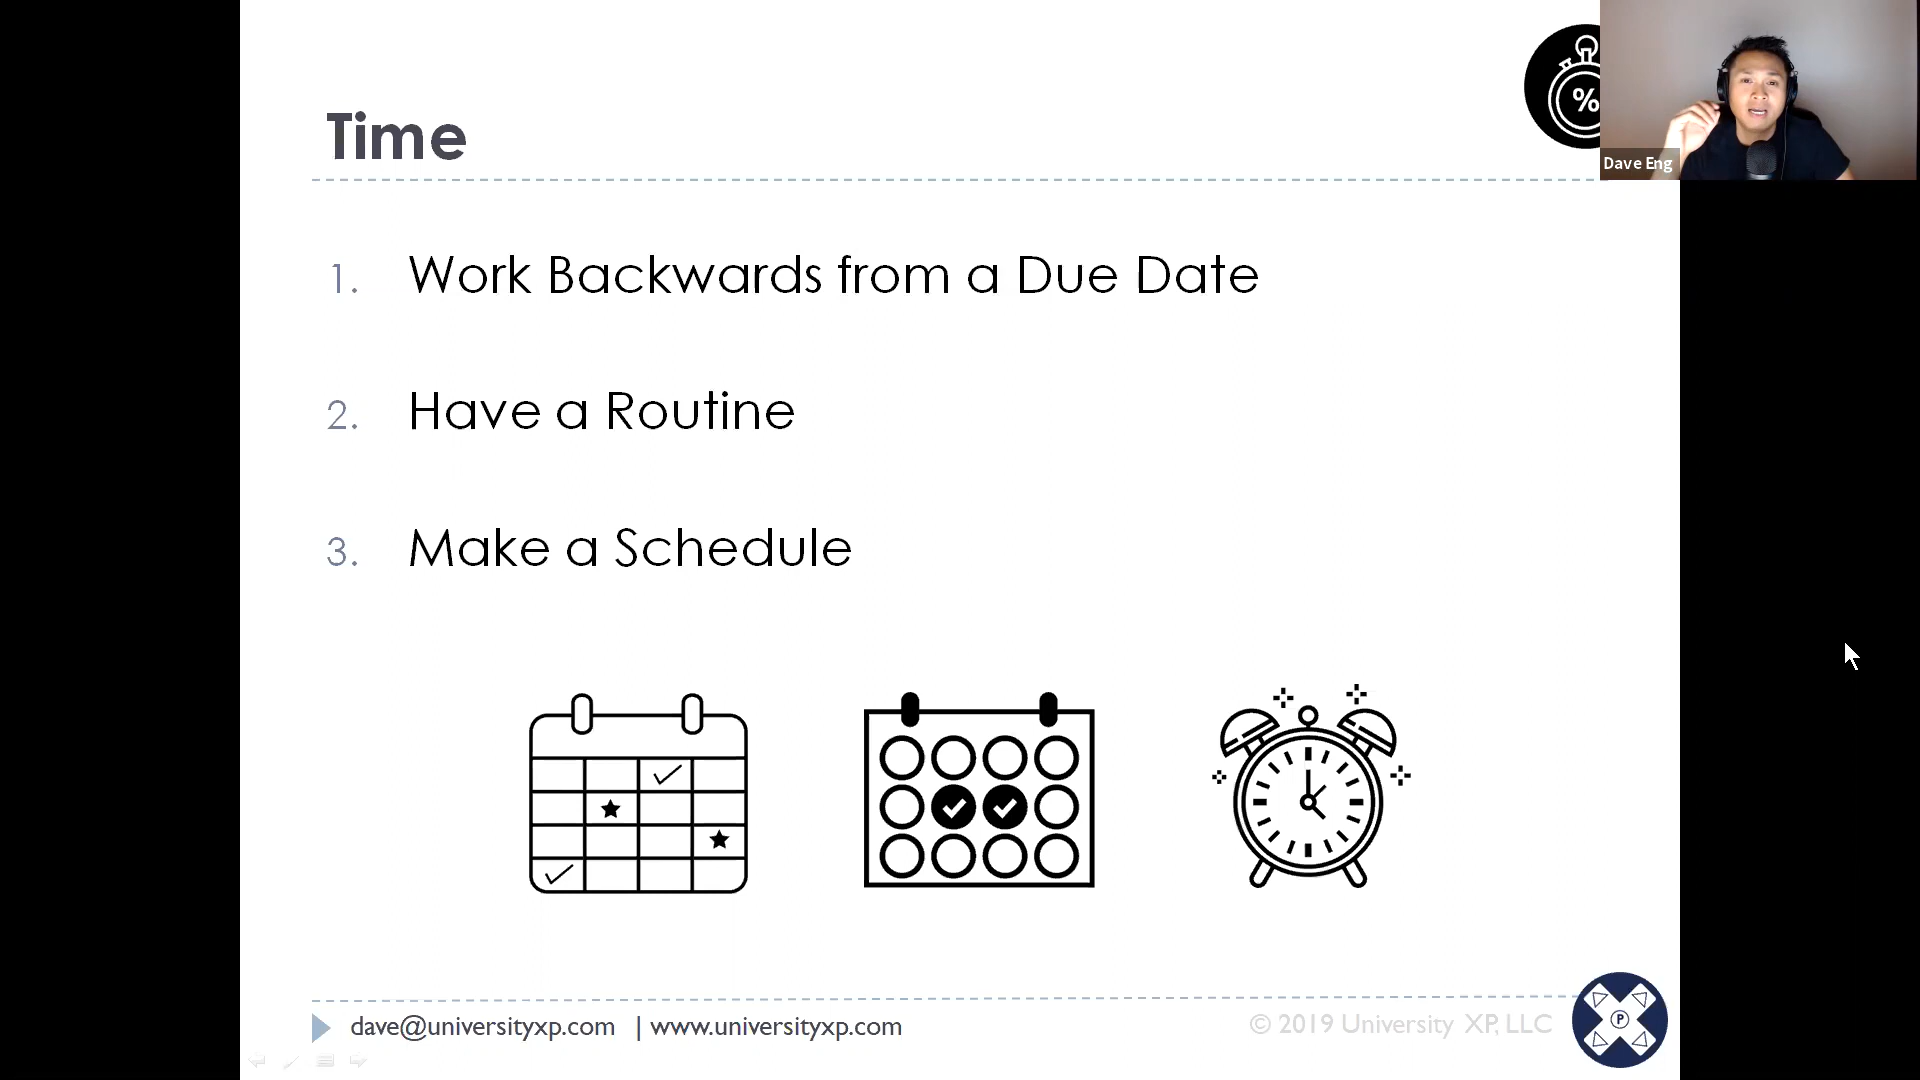 Time
%
Dave Eng
1. Work Backwards from a Due Date
2. Have a Routine
3. Make a Schedule
dave@universityxp.com | www.universityxp.com
© 2019 University XP, LLC
P